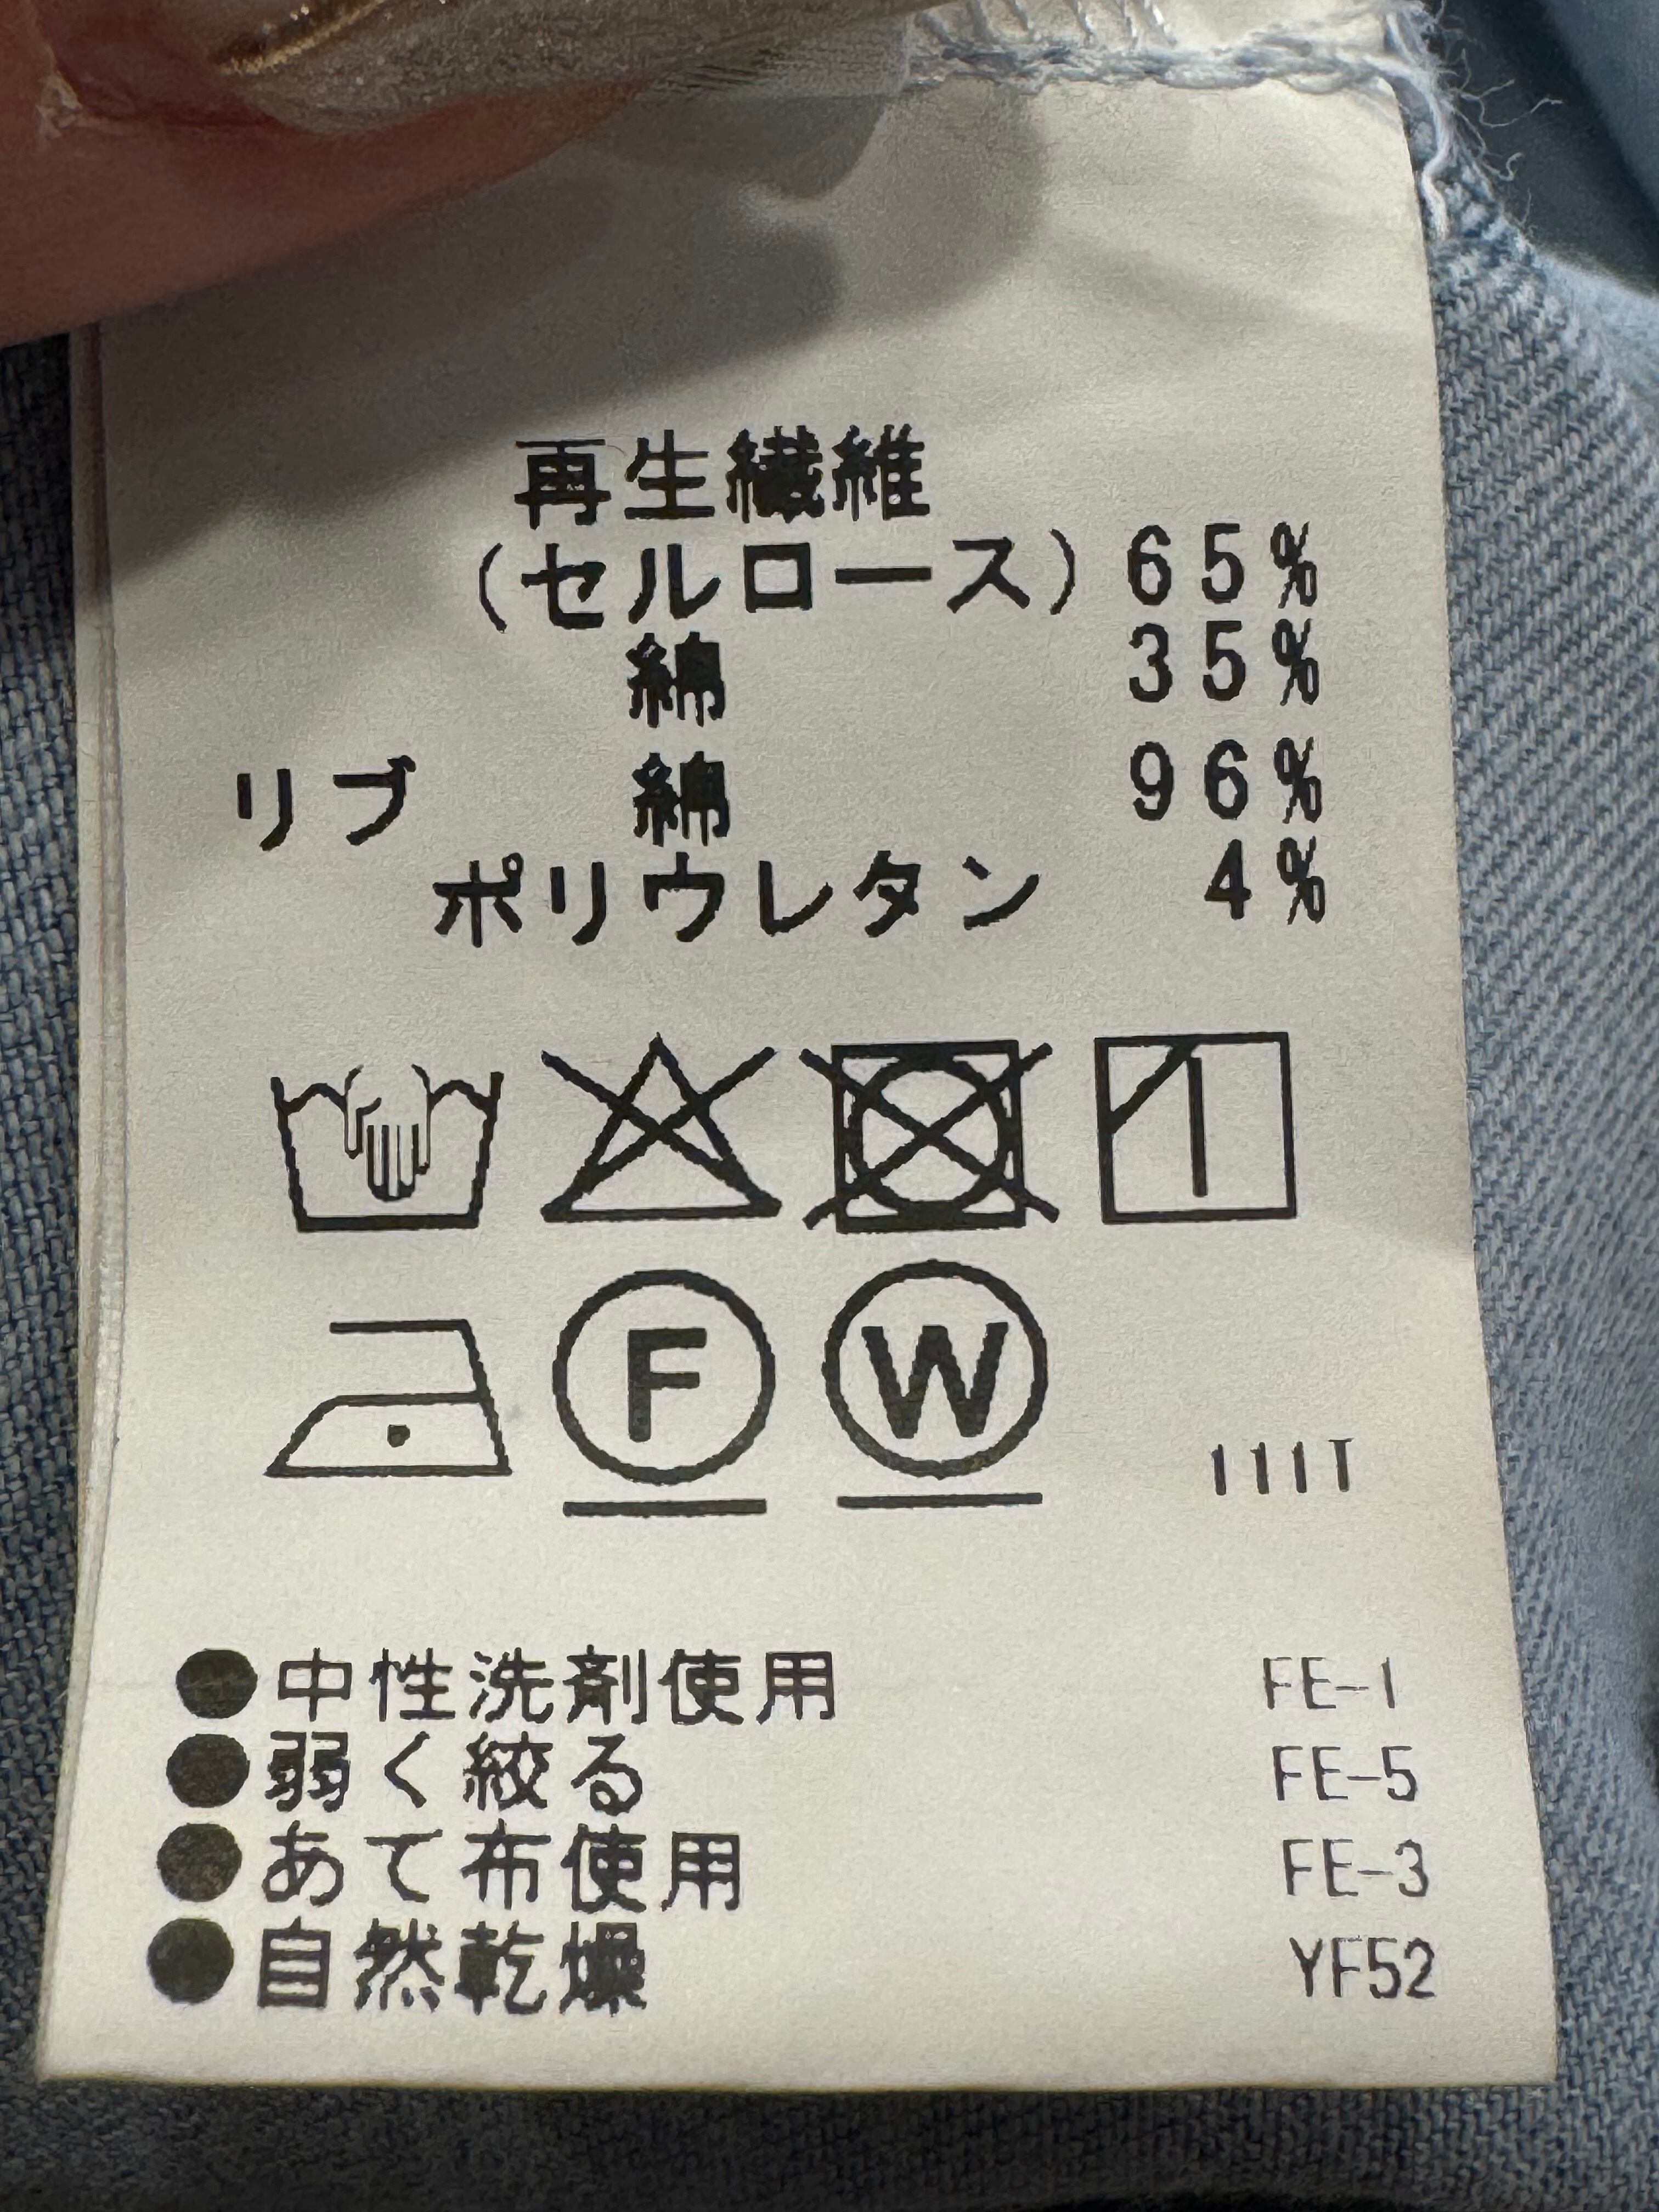 再生繊維
(セルロース) 65%
綿 35%
リブ 綿 96%
ポリウレタン 4%
F W
111T
●中性洗剤使用 FE-1
●弱く絞る FE-5
●あて布使用 FE-3
●自然乾燥 YF52